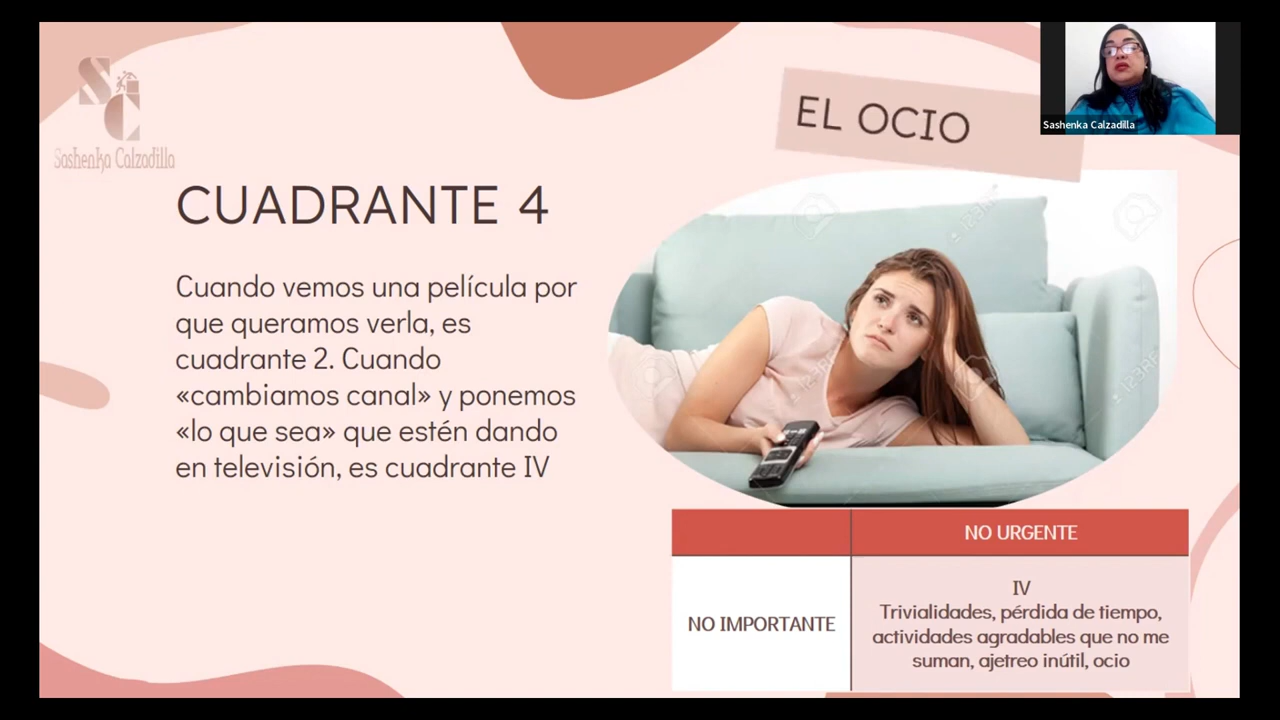 SC
Sashenka Calzadilla
EL OCIO
Sashenka Calzadilla
CUADRANTE 4
Cuando vemos una película por
que queramos verla, es
cuadrante 2. Cuando
«cambiamos canal» y ponemos
«lo que sea» que estén dando
en televisión, es cuadrante IV
123RF
NO URGENTE
NO IMPORTANTE
IV
Trivialidades, pérdida de tiempo,
actividades agradables que no me
suman, ajetreo inútil, ocio